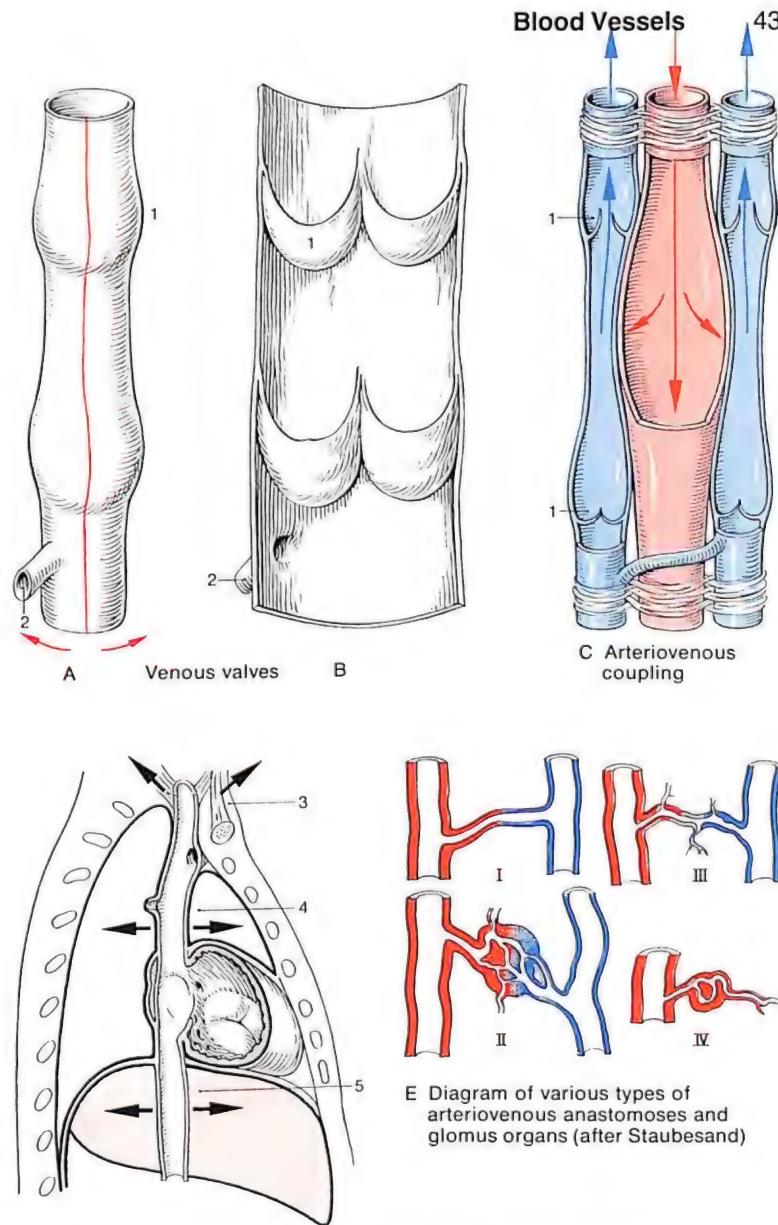 Blood Vessels 43
1
2
A
Venous valves
1
2
B
1
1
C Arteriovenous
coupling
3
4
5
I
III
II
IV
E Diagram of various types of
arteriovenous anastomoses and
glomus organs (after Staubesand)